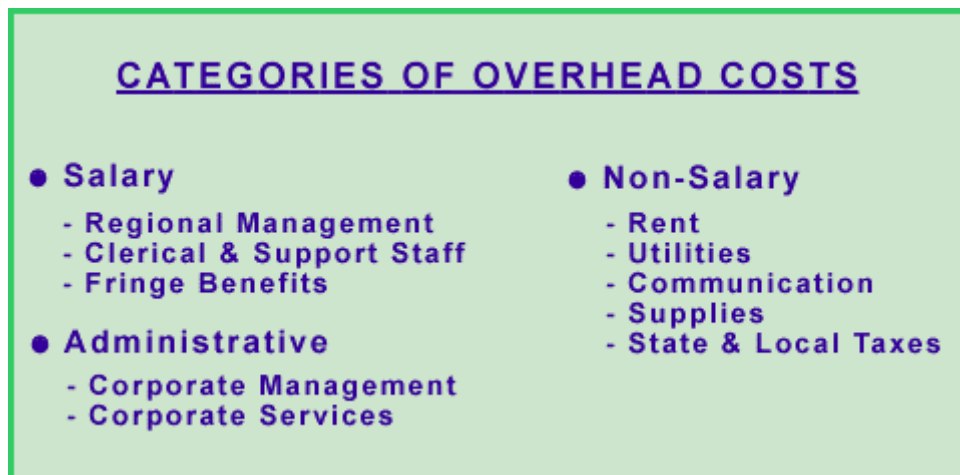 CATEGORIES OF OVERHEAD COSTS
● Salary
- Regional Management
- Clerical & Support Staff
- Fringe Benefits
● Administrative
- Corporate Management
- Corporate Services
● Non-Salary
- Rent
- Utilities
- Communication
- Supplies
- State & Local Taxes